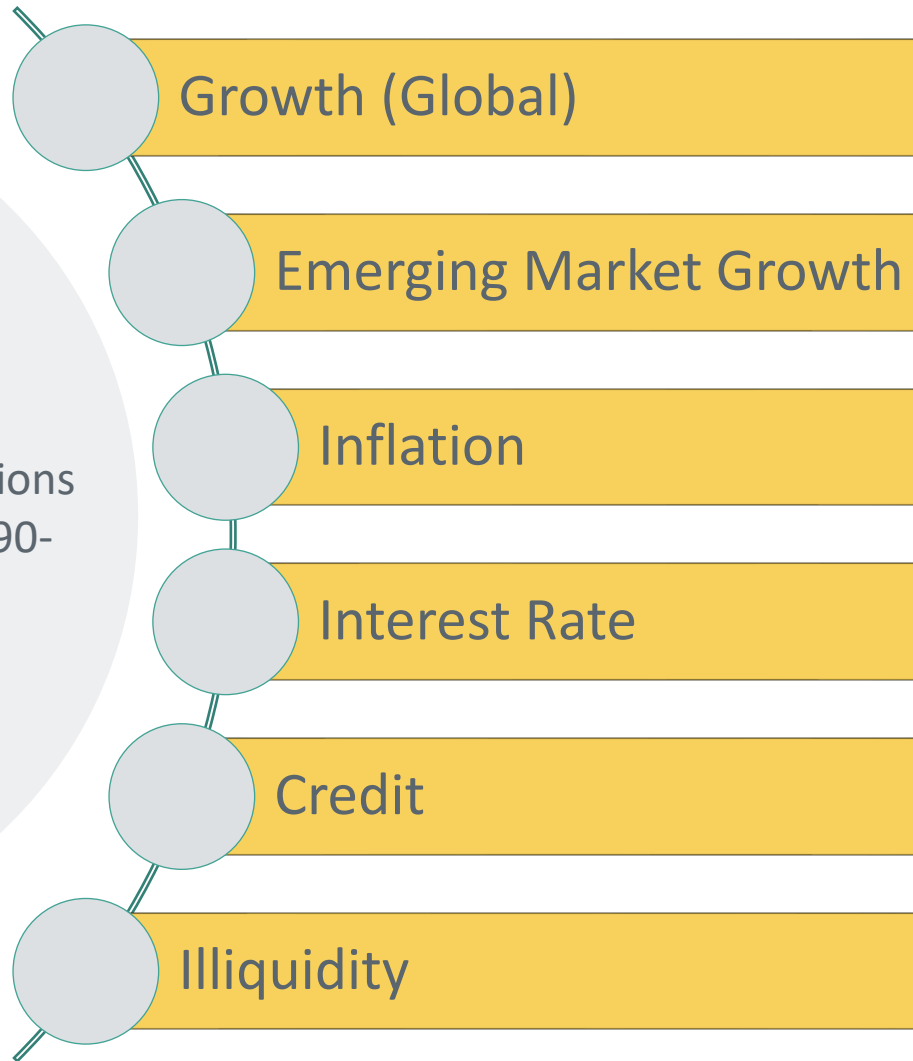 Growth (Global)
Emerging Market Growth
Inflation
ions
90-
Interest Rate
Credit
Illiquidity